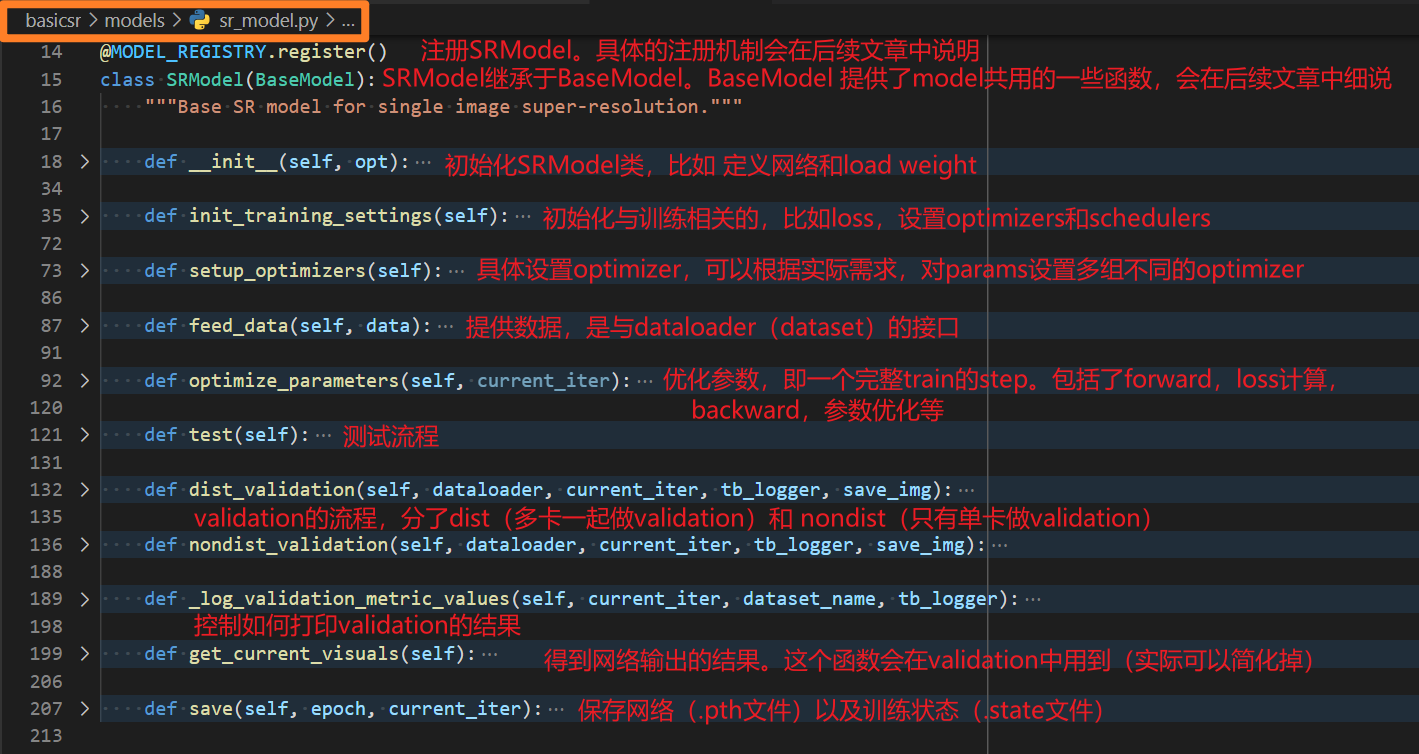 basicsr > models > sr_model.py > ...
14 @MODEL_REGISTRY.register() 注册SRModel。具体的注册机制会在后续文章中说明
15 class SRModel(BaseModel): SRModel继承于BaseModel。BaseModel 提供了model共用的一些函数，会在后续文章中细说
16 """Base SR model for single image super-resolution."""
17
18 > def __init__(self, opt):··· 初始化SRModel类，比如 定义网络和load weight
34
35 > def init_training_settings(self):··· 初始化与训练相关的，比如loss，设置optimizers和schedulers
72
73 > def setup_optimizers(self):··· 具体设置optimizer，可以根据实际需求，对params设置多组不同的optimizer
86
87 > def feed_data(self, data):··· 提供数据，是与dataloader（dataset）的接口
91
92 > def optimize_parameters(self, current_iter):··· 优化参数，即一个完整train的step。包括了forward，loss计算，
120 backward，参数优化等
121 > def test(self):··· 测试流程
131
132 > def dist_validation(self, dataloader, current_iter, tb_logger, save_img):···
135 validation的流程，分了dist（多卡一起做validation）和 nondist（只有单卡做validation）
136 > def nondist_validation(self, dataloader, current_iter, tb_logger, save_img):···
188
189 > def _log_validation_metric_values(self, current_iter, dataset_name, tb_logger):···
198 控制如何打印validation的结果
199 > def get_current_visuals(self):··· 得到网络输出的结果。这个函数会在validation中用到（实际可以简化掉）
206
207 > def save(self, epoch, current_iter):··· 保存网络（.pth文件）以及训练状态（.state文件）
213